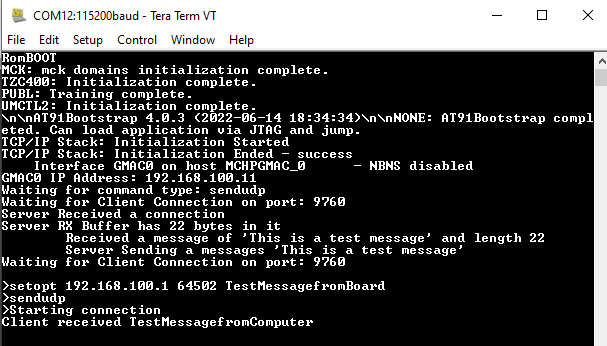 COM12:115200baud - Tera Term VT
File Edit Setup Control Window Help
RomBOOT
MCK: mck domains initialization complete.
TZC400: Initialization complete.
PUBL: Training complete.
UMCTL2: Initialization complete.
\n\nAT91Bootstrap 4.0.3 (2022-06-14 18:34:34)\n\nNONE: AT91Bootstrap compl
eted. Can load application via JTAG and jump.
TCP/IP Stack: Initialization Started
TCP/IP Stack: Initialization Ended - success
    Interface GMAC0 on host MCHPGMAC_0      - NBNS disabled
GMAC0 IP Address: 192.168.100.11
Waiting for command type: sendudp
Waiting for Client Connection on port: 9760
Server Received a connection
Server RX Buffer has 22 bytes in it
        Received a message of 'This is a test message' and length 22
        Server Sending a messages 'This is a test message'
Waiting for Client Connection on port: 9760
>setopt 192.168.100.1 64502 TestMessagefromBoard
>sendudp
>Starting connection
Client received TestMessagefromComputer